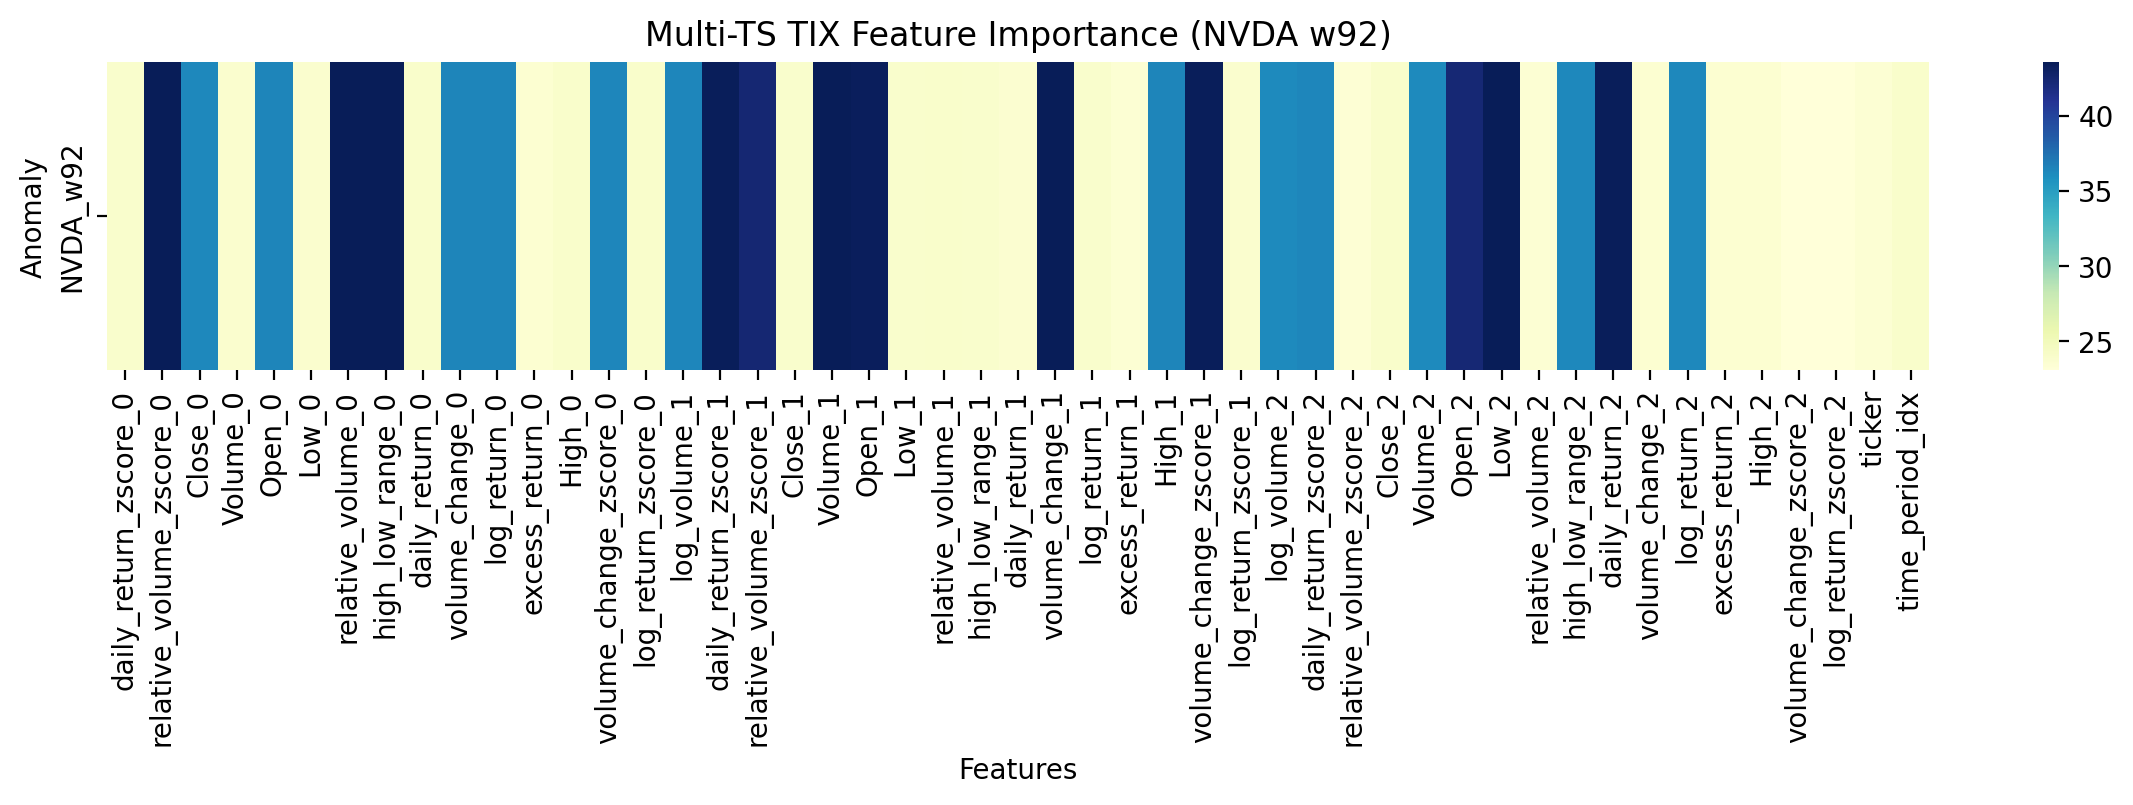 Multi-TS TIX Feature Importance (NVDA w92)
Anomaly
NVDA_w92
40
35
30
25
daily_return_zscore_0
relative_volume_zscore_0
Close_0
Volume_0
Open_0
Low_0
relative_volume_0
high_low_range_0
daily_return_0
volume_change_0
log_return_0
excess_return_0
High_0
volume_change_zscore_0
log_return_zscore_0
log_volume_1
daily_return_zscore_1
relative_volume_zscore_1
Close_1
Volume_1
Open_1
Low_1
relative_volume_1
high_low_range_1
daily_return_1
volume_change_1
log_return_1
excess_return_1
High_1
volume_change_zscore_1
log_return_zscore_1
log_volume_2
daily_return_zscore_2
relative_volume_zscore_2
Close_2
Volume_2
Open_2
Low_2
relative_volume_2
high_low_range_2
daily_return_2
volume_change_2
log_return_2
excess_return_2
High_2
volume_change_zscore_2
log_return_zscore_2
ticker
time_period_idx
Features